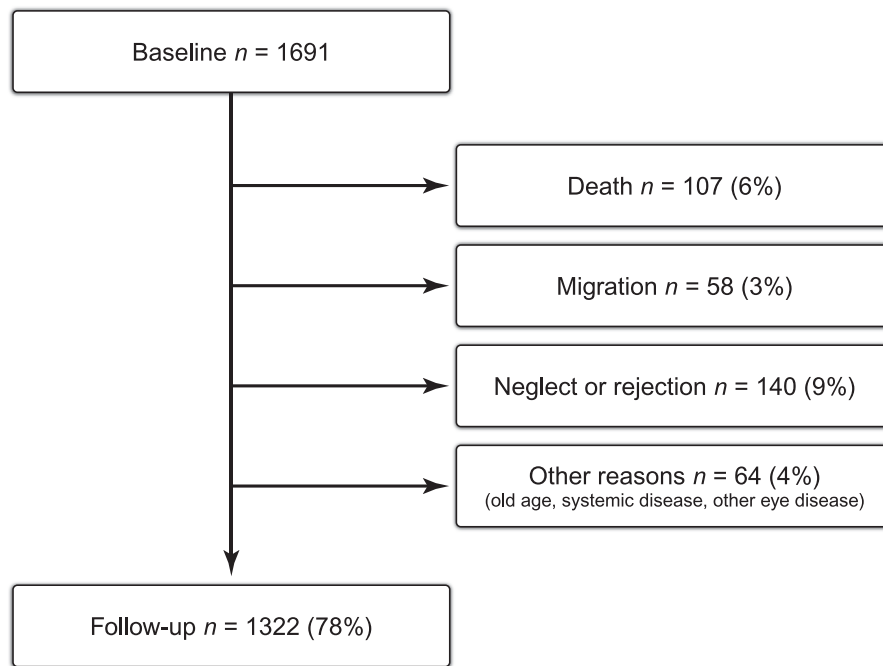 Baseline n = 1691
Death n = 107 (6%)
Migration n = 58 (3%)
Neglect or rejection n = 140 (9%)
Other reasons n = 64 (4%)
(old age, systemic disease, other eye disease)
Follow-up n = 1322 (78%)